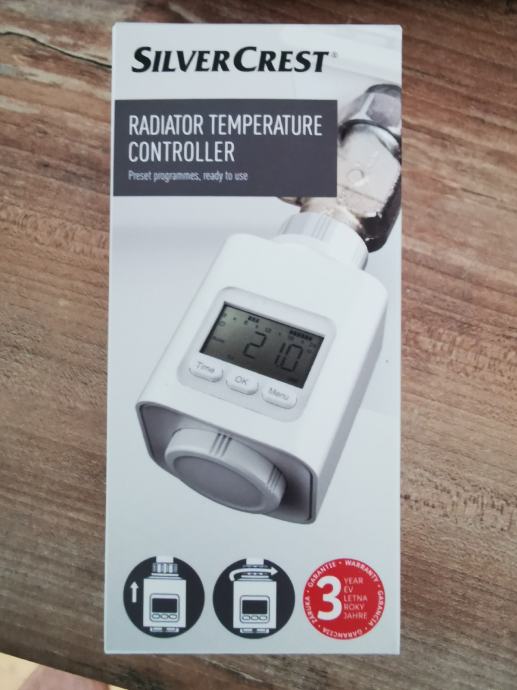 SILVERCREST®
RADIATOR TEMPERATURE
CONTROLLER
Preset programmes, ready to use
21.0
Time OK Menu
GARANTIE • WARRANTY • GARANCIA • GARANCIJA • ZÁRUKA •
3 YEAR
ÉV
LETNA
ROKY
JAHRE